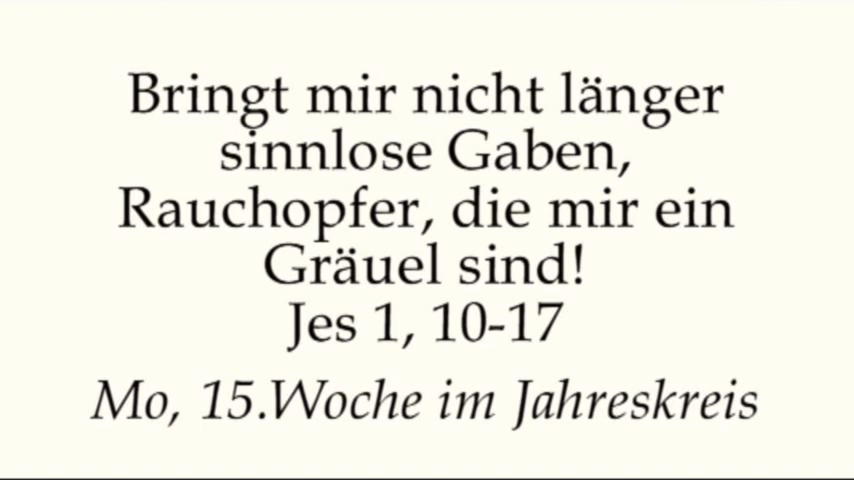 Bringt mir nicht länger
sinnlose Gaben,
Rauchopfer, die mir ein
Gräuel sind!
Jes 1, 10-17
Mo, 15.Woche im Jahreskreis